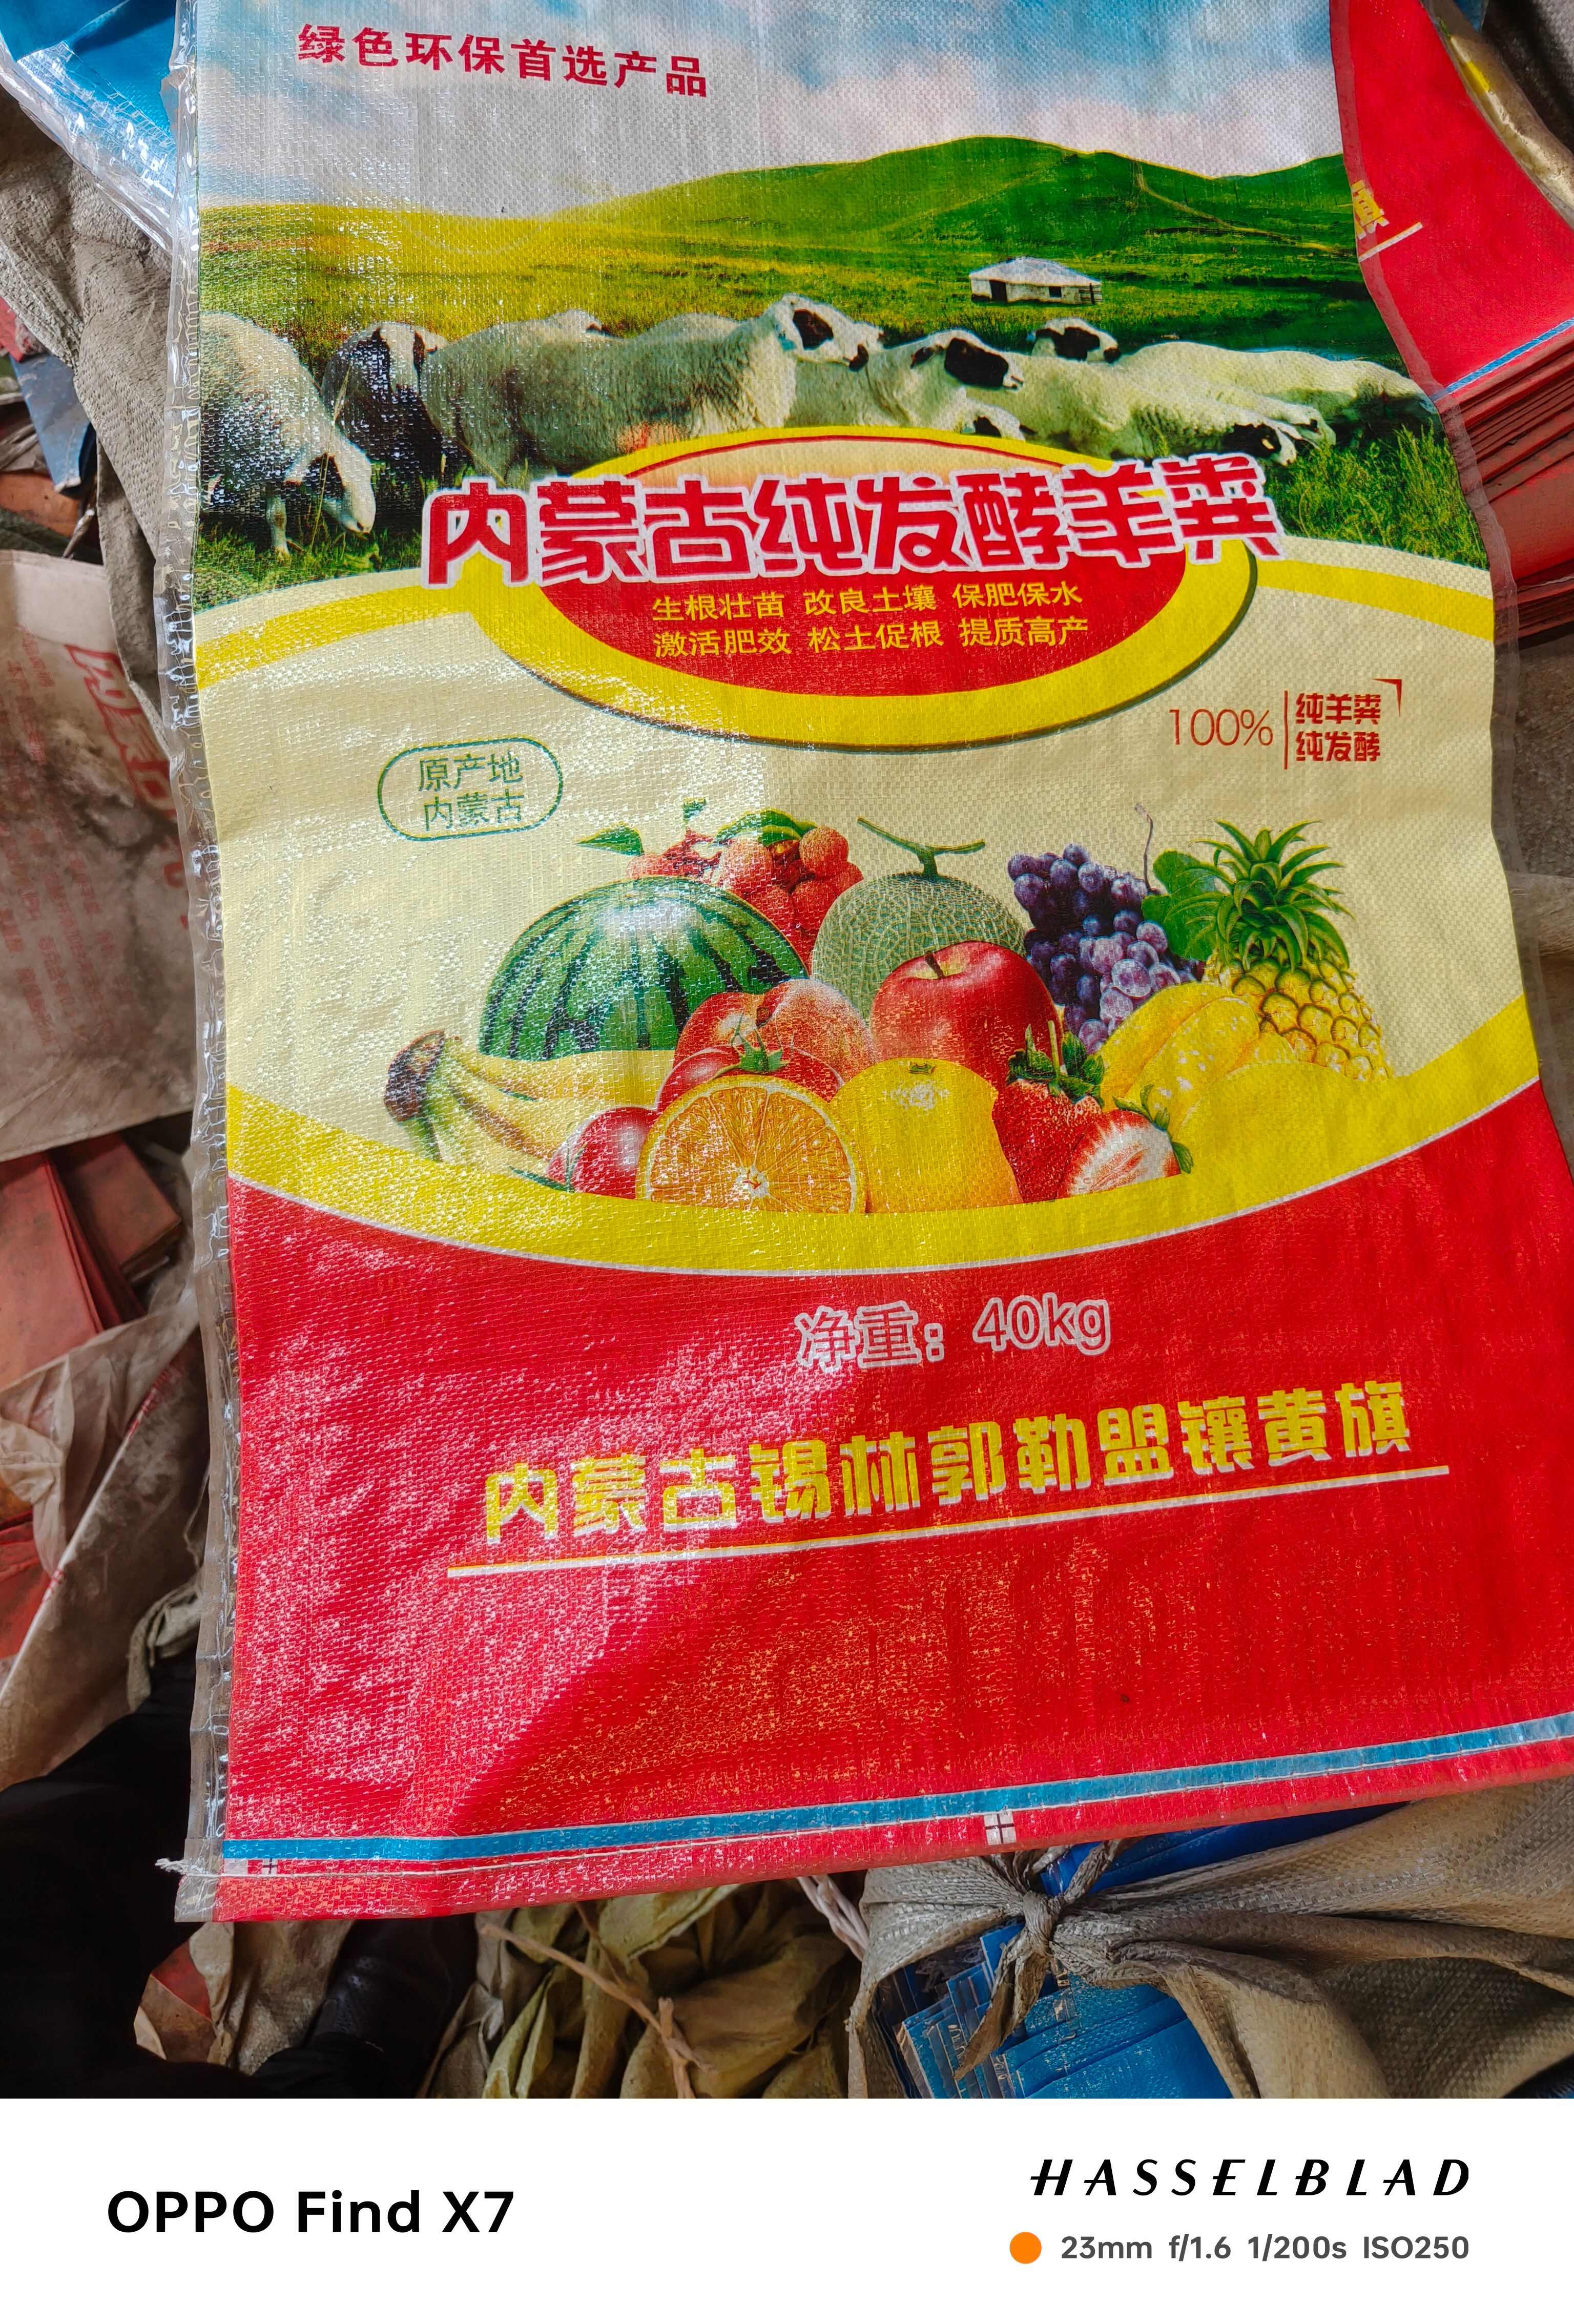 绿色环保首选产品
旗
内蒙古纯发酵羊粪
生根壮苗 改良土壤 保肥保水
激活肥效 松土促根 提质高产
100% 纯羊粪
纯发酵
原产地
内蒙古
净重：40kg
内蒙古锡林郭勒盟镶黄旗
OPPO Find X7
HASSELBLAD
23mm f/1.6 1/200s ISO250